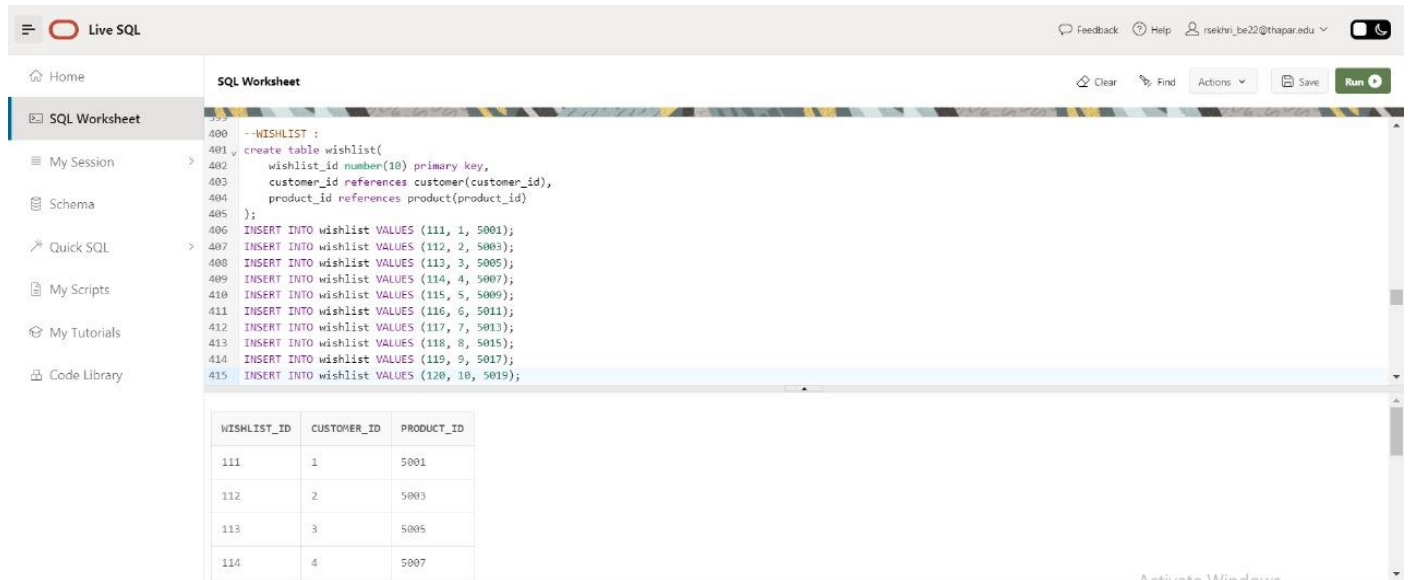 Live SQL
Feedback Help rsekhri_be22@thapar.edu
Home
SQL Worksheet
My Session
Schema
Quick SQL
My Scripts
My Tutorials
Code Library
SQL Worksheet
Clear Find Actions Save Run
399
400 --WISHLIST :
401 create table wishlist(
402 wishlist_id number(10) primary key,
403 customer_id references customer(customer_id),
404 product_id references product(product_id)
405 );
406 INSERT INTO wishlist VALUES (111, 1, 5001);
407 INSERT INTO wishlist VALUES (112, 2, 5003);
408 INSERT INTO wishlist VALUES (113, 3, 5005);
409 INSERT INTO wishlist VALUES (114, 4, 5007);
410 INSERT INTO wishlist VALUES (115, 5, 5009);
411 INSERT INTO wishlist VALUES (116, 6, 5011);
412 INSERT INTO wishlist VALUES (117, 7, 5013);
413 INSERT INTO wishlist VALUES (118, 8, 5015);
414 INSERT INTO wishlist VALUES (119, 9, 5017);
415 INSERT INTO wishlist VALUES (120, 10, 5019);
WISHLIST_ID CUSTOMER_ID PRODUCT_ID
111 1 5001
112 2 5003
113 3 5005
114 4 5007
Activate Windows